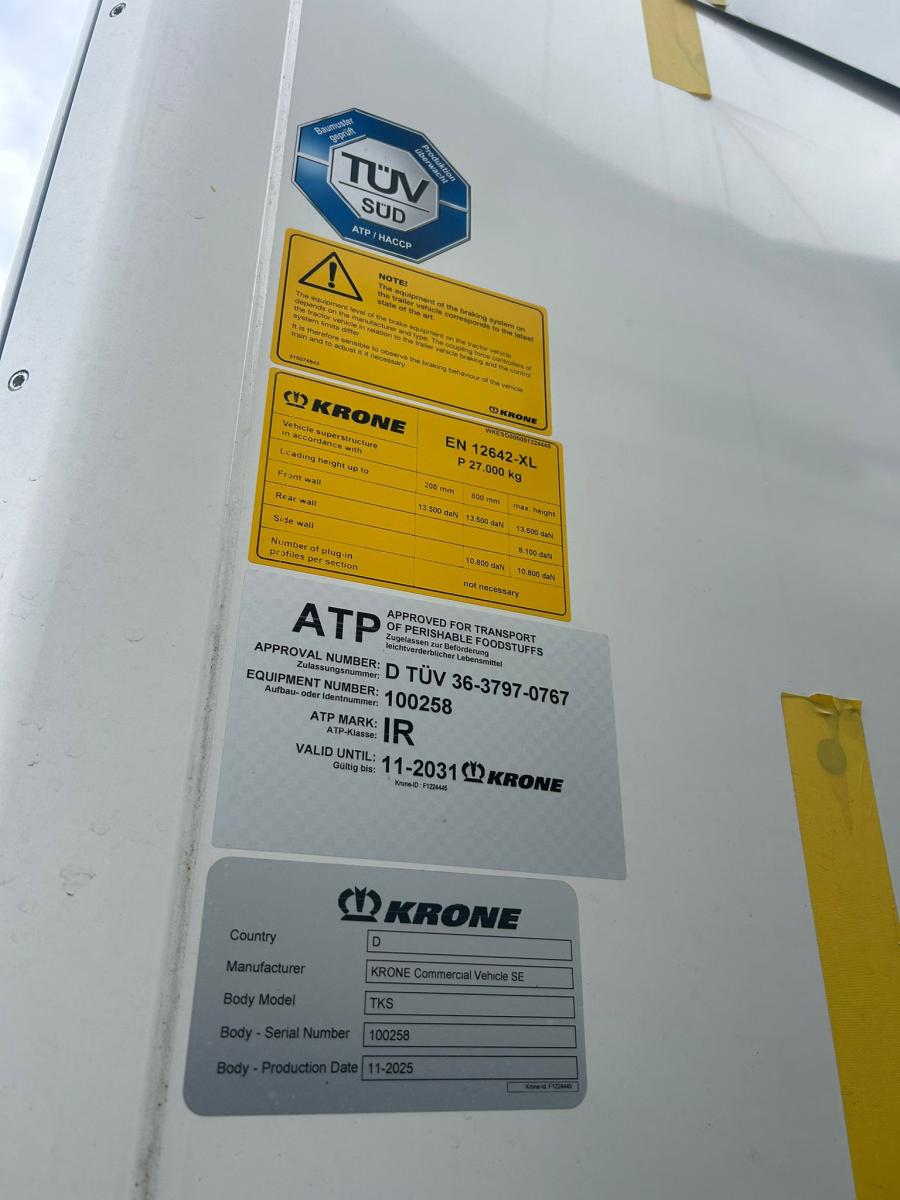 Baumuster
geprüft
Produktion
überwacht
TÜV
SÜD
ATP / HACCP
NOTE!
The equipment of the braking system on
the trailer vehicle corresponds to the latest
state of the art.
The equipment level of the brake equipment on the tractor vehicle
depends on the manufacturer and type. The coupling force controllers of
the tractor vehicle in relation to the trailer vehicle braking and the control
system limits differ.
It is therefore sensible to observe the braking behaviour of the vehicle
train and to adjust it if necessary.
515074843
KRONE
KRONE
WKESD000001224445
Vehicle superstructure
in accordance with
EN 12642-XL
P 27.000 kg
Loading height up to 200 mm 800 mm max. height
Front wall 13.500 daN 13.500 daN 13.500 daN
Rear wall 8.100 daN
Side wall 10.800 daN 10.800 daN
Number of plug-in
profiles per section
not necessary
ATP APPROVED FOR TRANSPORT
OF PERISHABLE FOODSTUFFS
Zugelassen zur Beförderung
leichtverderblicher Lebensmittel
APPROVAL NUMBER: D TÜV 36-3797-0767
Zulassungsnummer:
EQUIPMENT NUMBER: 100258
Aufbau- oder Identnummer:
ATP MARK: IR
ATP-Klasse:
VALID UNTIL: 11-2031 KRONE
Gültig bis:
Krone-ID : F1224445
KRONE
Country D
Manufacturer KRONE Commercial Vehicle SE
Body Model TKS
Body - Serial Number 100258
Body - Production Date 11-2025
Krone-Id: F1224445